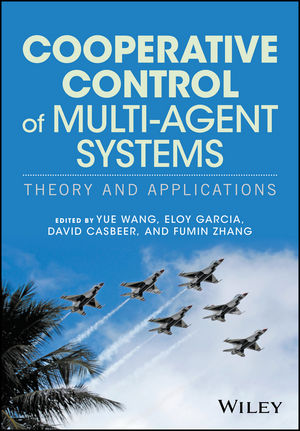 COOPERATIVE
CONTROL
of MULTI-AGENT
SYSTEMS
THEORY AND APPLICATIONS
EDITED BY YUE WANG, ELOY GARCIA,
DAVID CASBEER, AND FUMIN ZHANG
WILEY